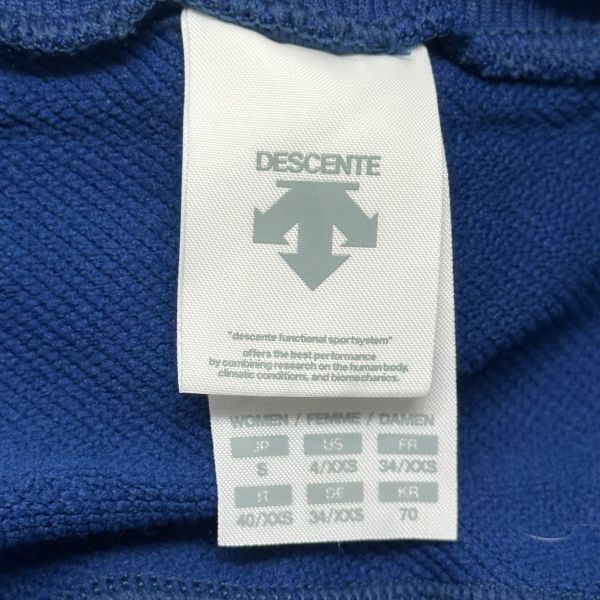 DESCENTE
"descente functional sportsystem"
offers the best performance
by combining research on the human body,
climatic conditions, and biomechanics.
WOMEN / FEMME / DAMEN
JP US FR
S 4/XXS 34/XXS
IT DE KR
40/XXS 34/XXS 70